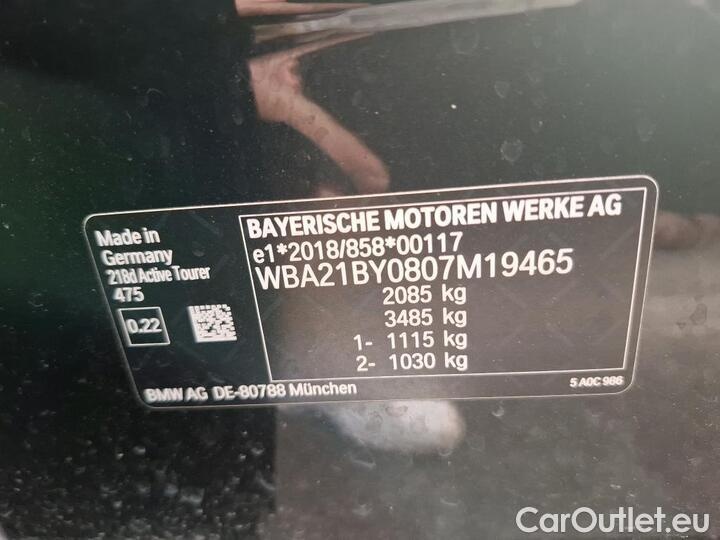 Made in
Germany
218d Active Tourer
475
0.22
BAYERISCHE MOTOREN WERKE AG
e1*2018/858*00117
WBA21BY0807M19465
2085 kg
3485 kg
1- 1115 kg
2- 1030 kg
BMW AG DE-80788 München
5 A0C 986
CarOutlet.eu